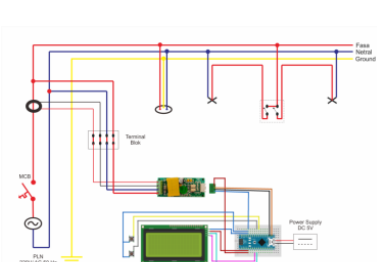 Fase
Netral
Ground
Terminal
Blok
MCB
Power Supply
DC 5V
PLN